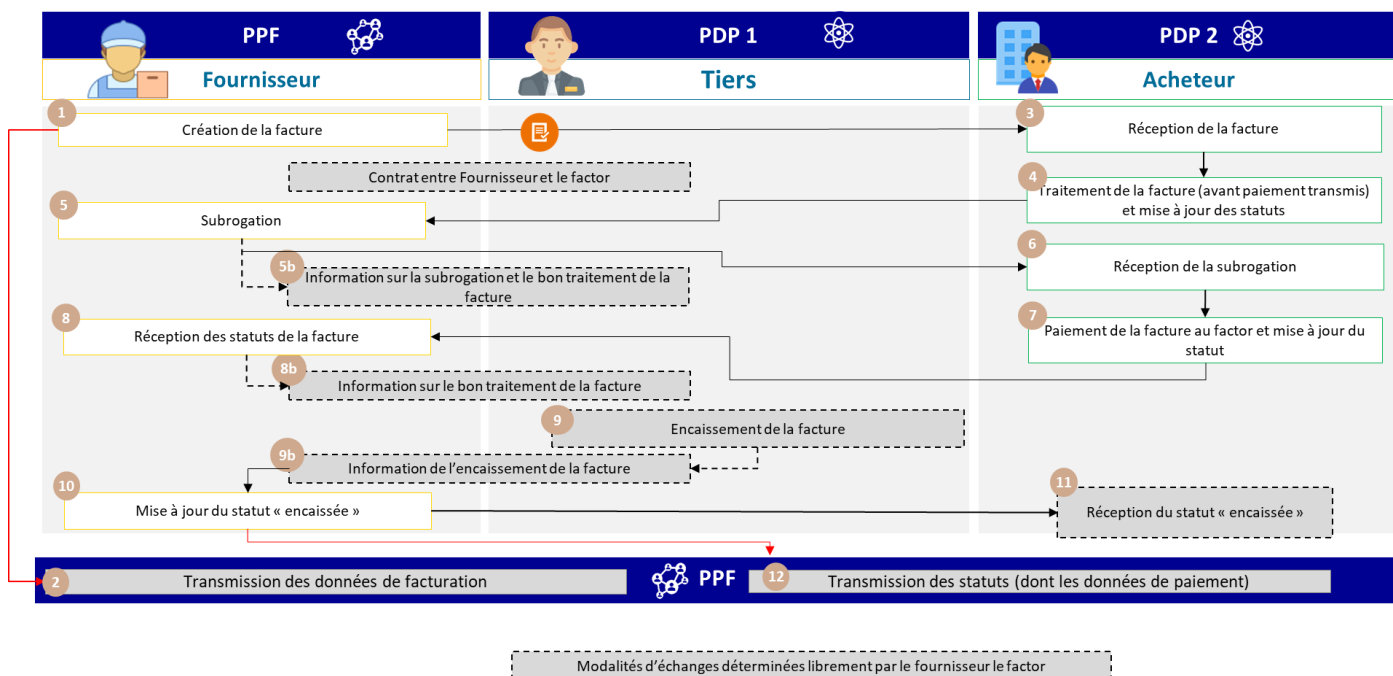 PPF
PDP 1
PDP 2
Fournisseur
Tiers
Acheteur
1
Création de la facture
3
Réception de la facture
Contrat entre Fournisseur et le factor
4
Traitement de la facture (avant paiement transmis)
et mise à jour des statuts
5
Subrogation
6
Réception de la subrogation
5b
Information sur la subrogation et le bon traitement de la
facture
7
Paiement de la facture au factor et mise à jour du
statut
8
Réception des statuts de la facture
8b
Information sur le bon traitement de la facture
9
Encaissement de la facture
9b
Information de l'encaissement de la facture
10
Mise à jour du statut « encaissée »
11
Réception du statut « encaissée »
2
Transmission des données de facturation
PPF
12
Transmission des statuts (dont les données de paiement)
Modalités d'échanges déterminées librement par le fournisseur le factor